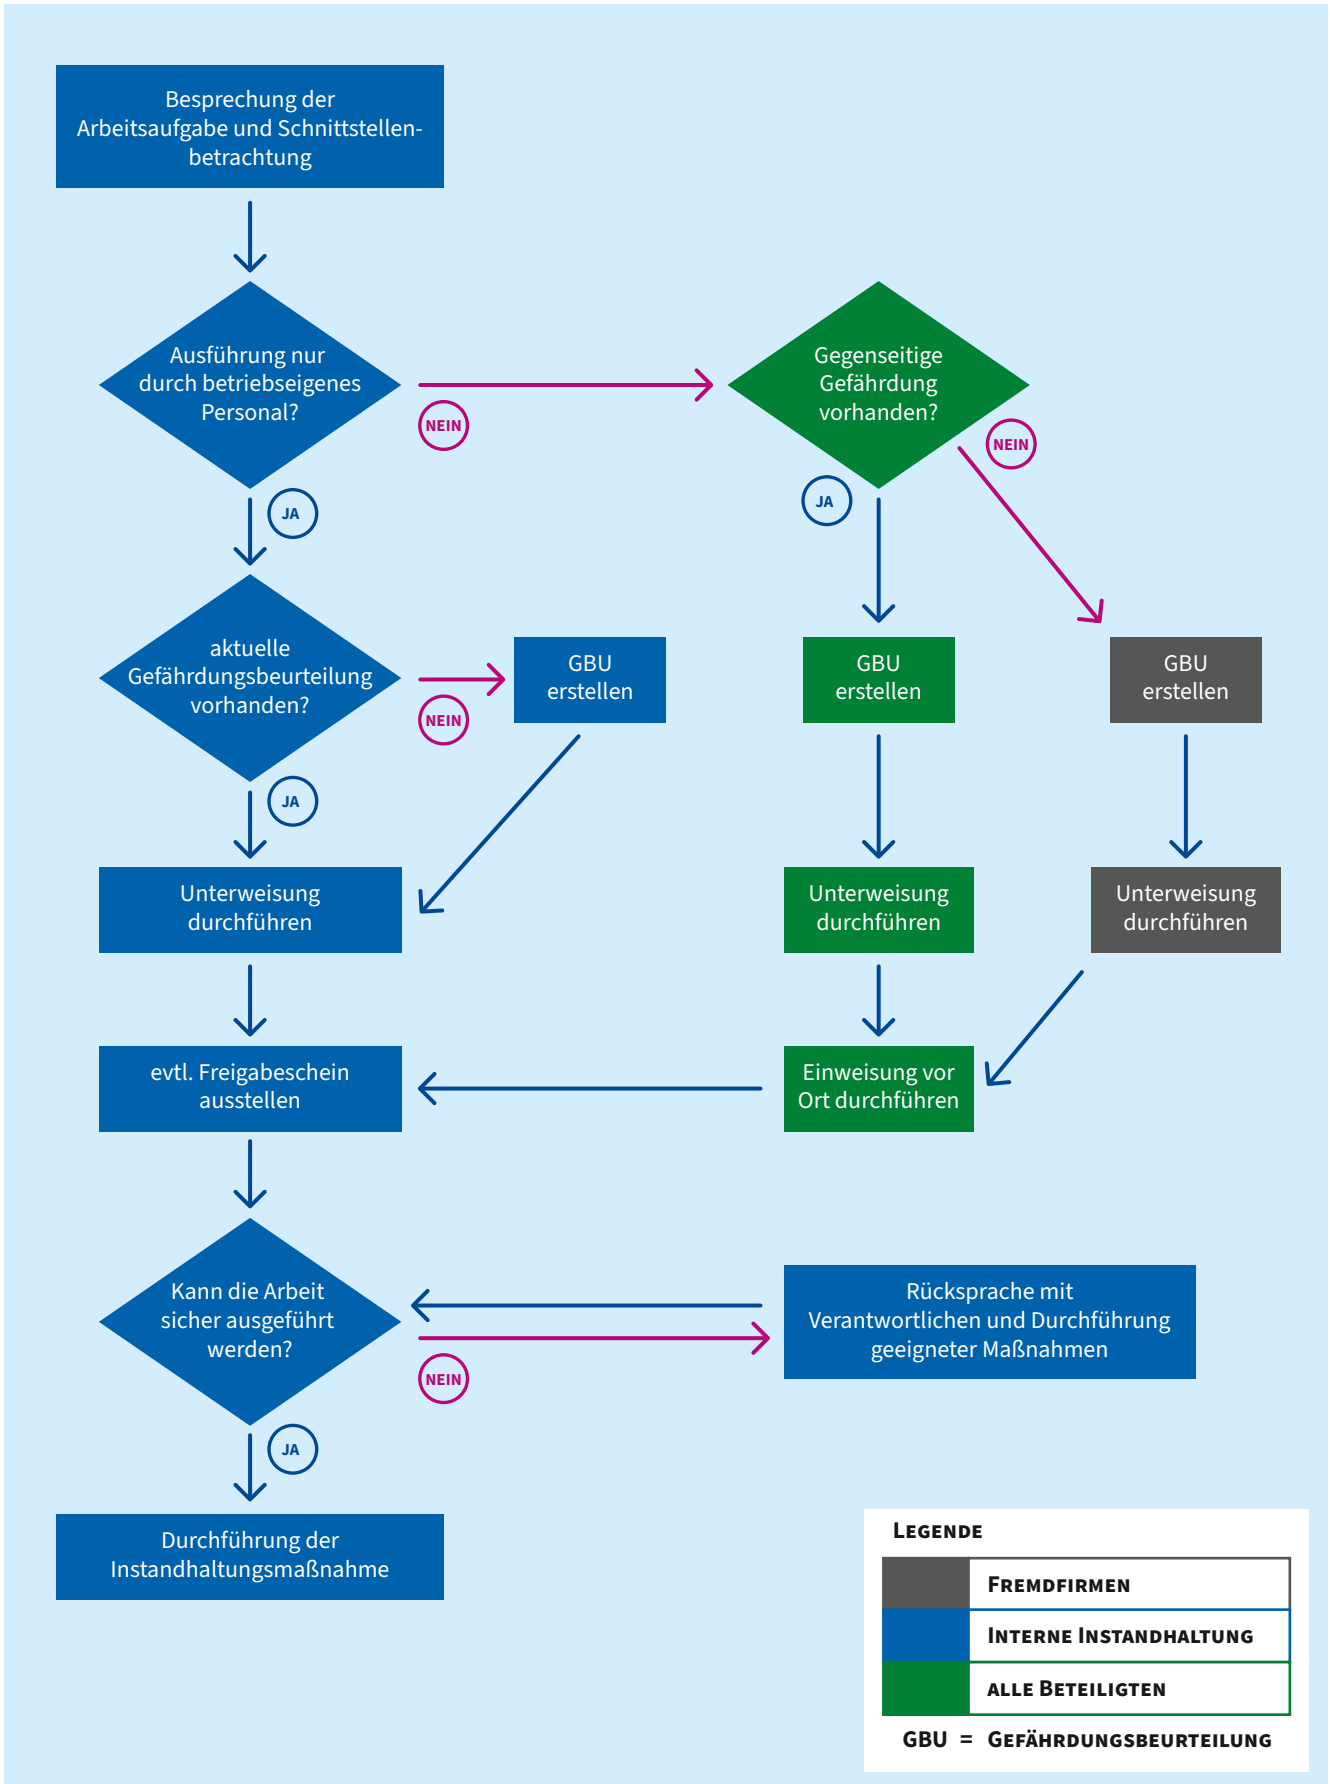 Besprechung der
Arbeitsaufgabe und Schnittstellen-
betrachtung
Ausführung nur
durch betriebseigenes
Personal?
NEIN
Gegenseitige
Gefährdung
vorhanden?
NEIN
JA
JA
aktuelle
Gefährdungsbeurteilung
vorhanden?
NEIN
GBU
erstellen
GBU
erstellen
GBU
erstellen
JA
Unterweisung
durchführen
Unterweisung
durchführen
Unterweisung
durchführen
evtl. Freigabeschein
ausstellen
Einweisung vor
Ort durchführen
Kann die Arbeit
sicher ausgeführt
werden?
NEIN
Rücksprache mit
Verantwortlichen und Durchführung
geeigneter Maßnahmen
JA
Durchführung der
Instandhaltungsmaßnahme
LEGENDE
FREMDFIRMEN
INTERNE INSTANDHALTUNG
ALLE BETEILIGTEN
GBU = GEFÄHRDUNGSBEURTEILUNG